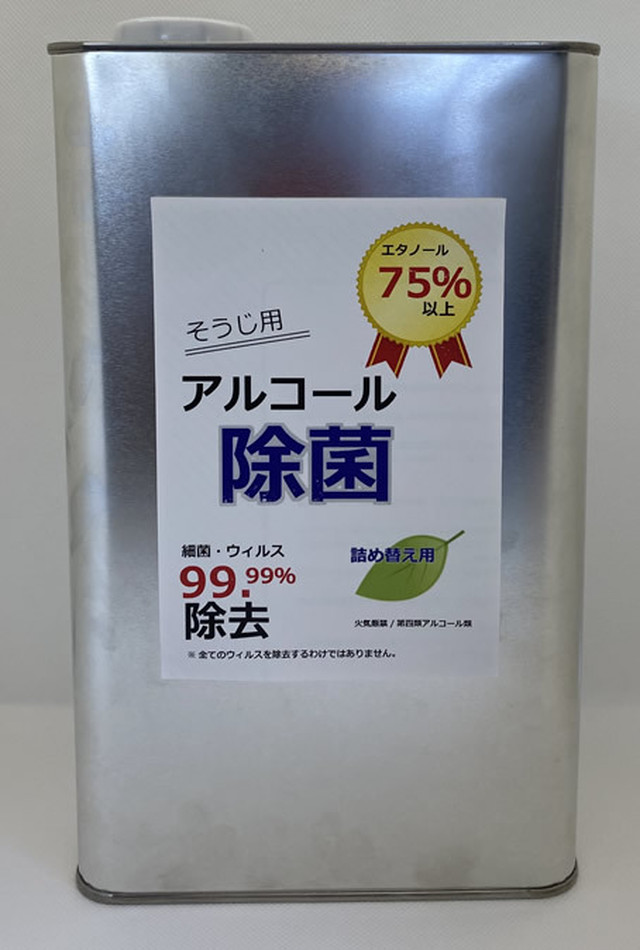 エタノール
75%
以上
そうじ用
アルコール
除菌
細菌・ウィルス
99.99%
除去
詰め替え用
火気厳禁 / 第四類アルコール類
※ 全てのウィルスを除去するわけではありません。